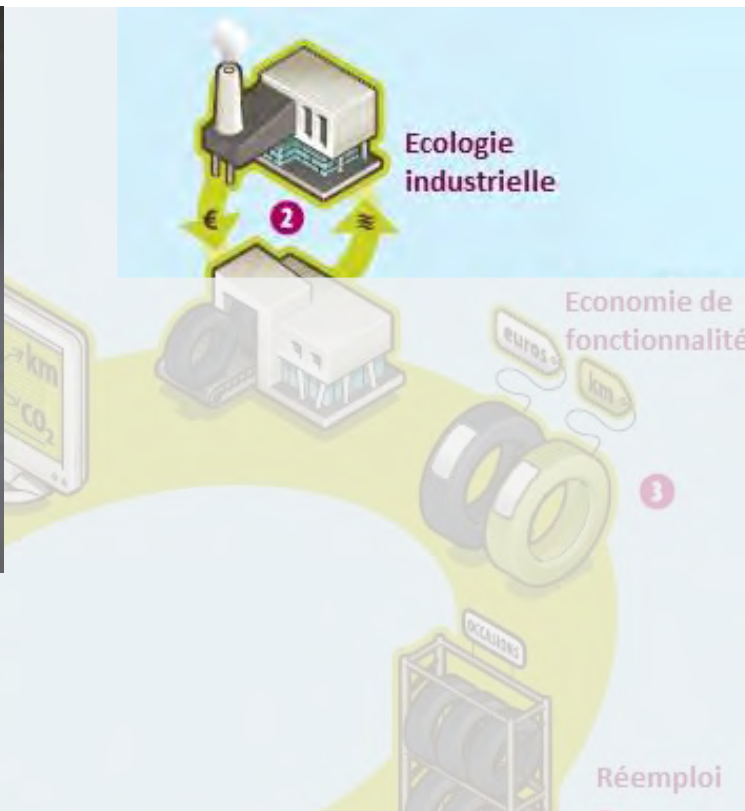 Ecologie
industrielle
€
2
≋
Economie de
fonctionnalité
euros
km
km
CO₂
3
OCCASIONS
Réemploi